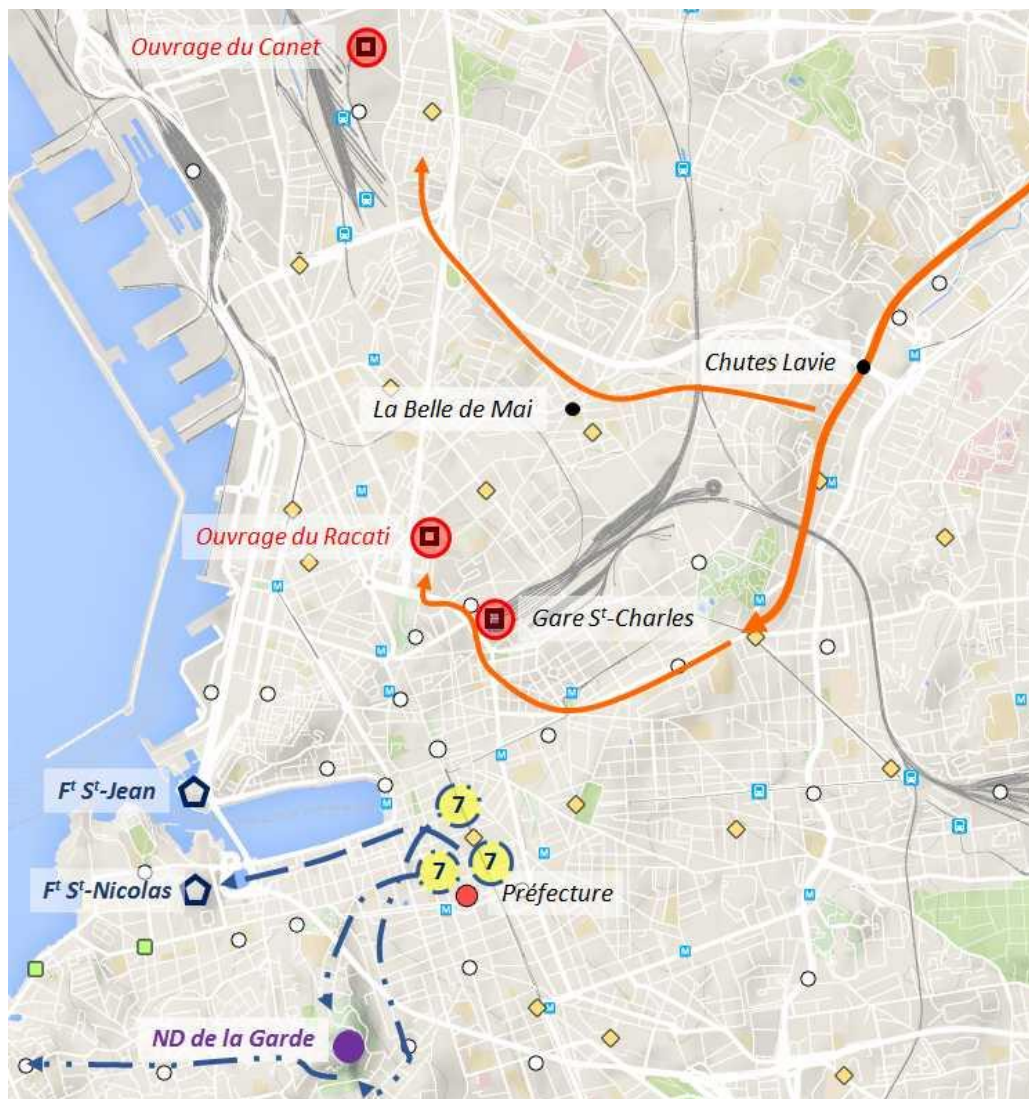 Ouvrage du Canet
Chutes Lavie
La Belle de Mai
Ouvrage du Racati
Gare Sᵗ-Charles
Fᵗ Sᵗ-Jean
7
7
7
Fᵗ Sᵗ-Nicolas
Préfecture
ND de la Garde
M
M
M
M
M
M
M
M
M
M
M
M
M
M